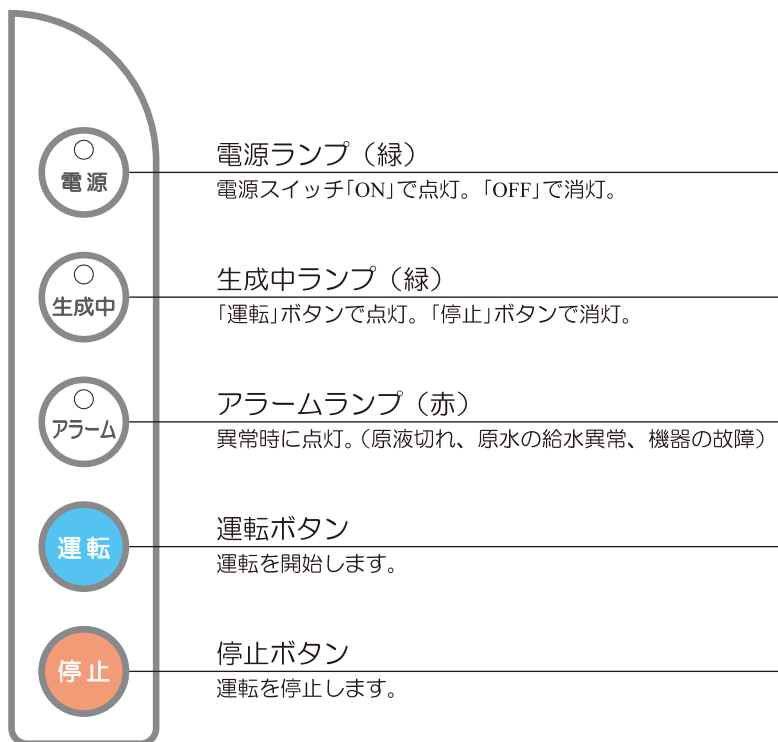 電源
電源ランプ（緑）
電源スイッチ「ON」で点灯。「OFF」で消灯。
生成中
生成中ランプ（緑）
「運転」ボタンで点灯。「停止」ボタンで消灯。
アラーム
アラームランプ（赤）
異常時に点灯。（原液切れ、原水の給水異常、機器の故障）
運転
運転ボタン
運転を開始します。
停止
停止ボタン
運転を停止します。